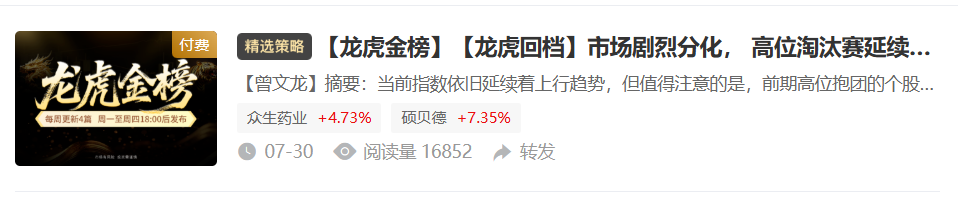 付费
龙虎金榜
每周更新4篇 周一至周四18:00后发布
精选策略 【龙虎金榜】【龙虎回档】市场剧烈分化， 高位淘汰赛延续...
【曾文龙】摘要：当前指数依旧延续着上行趋势，但值得注意的是，前期高位抱团的个股...
众生药业 +4.73% 硕贝德 +7.35%
07-30 阅读量 16852 转发